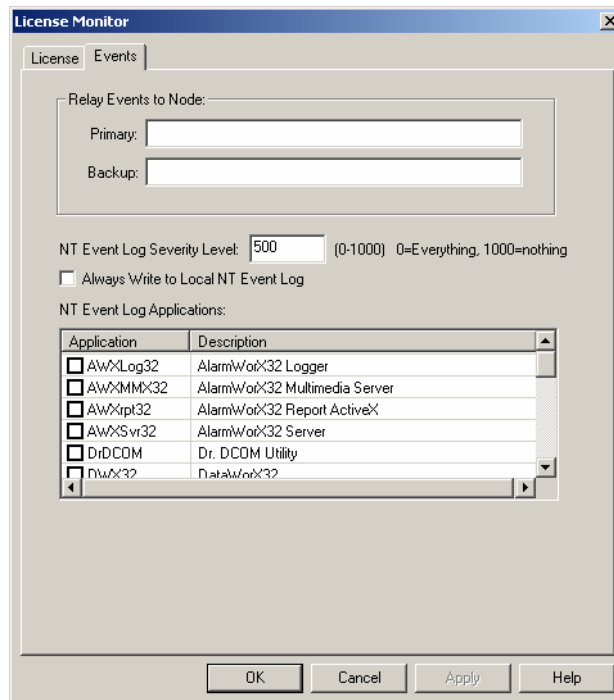 License Monitor
License Events
Relay Events to Node:
Primary:
Backup:
NT Event Log Severity Level: 500 (0-1000) 0=Everything, 1000=nothing
Always Write to Local NT Event Log
NT Event Log Applications:
Application Description
AWXLog32 AlarmWorX32 Logger
AWXMMX32 AlarmWorX32 Multimedia Server
AWXrpt32 AlarmWorX32 Report ActiveX
AWXSvr32 AlarmWorX32 Server
DrDCOM Dr. DCOM Utility
DWX32 DataWorX32
OK Cancel Apply Help